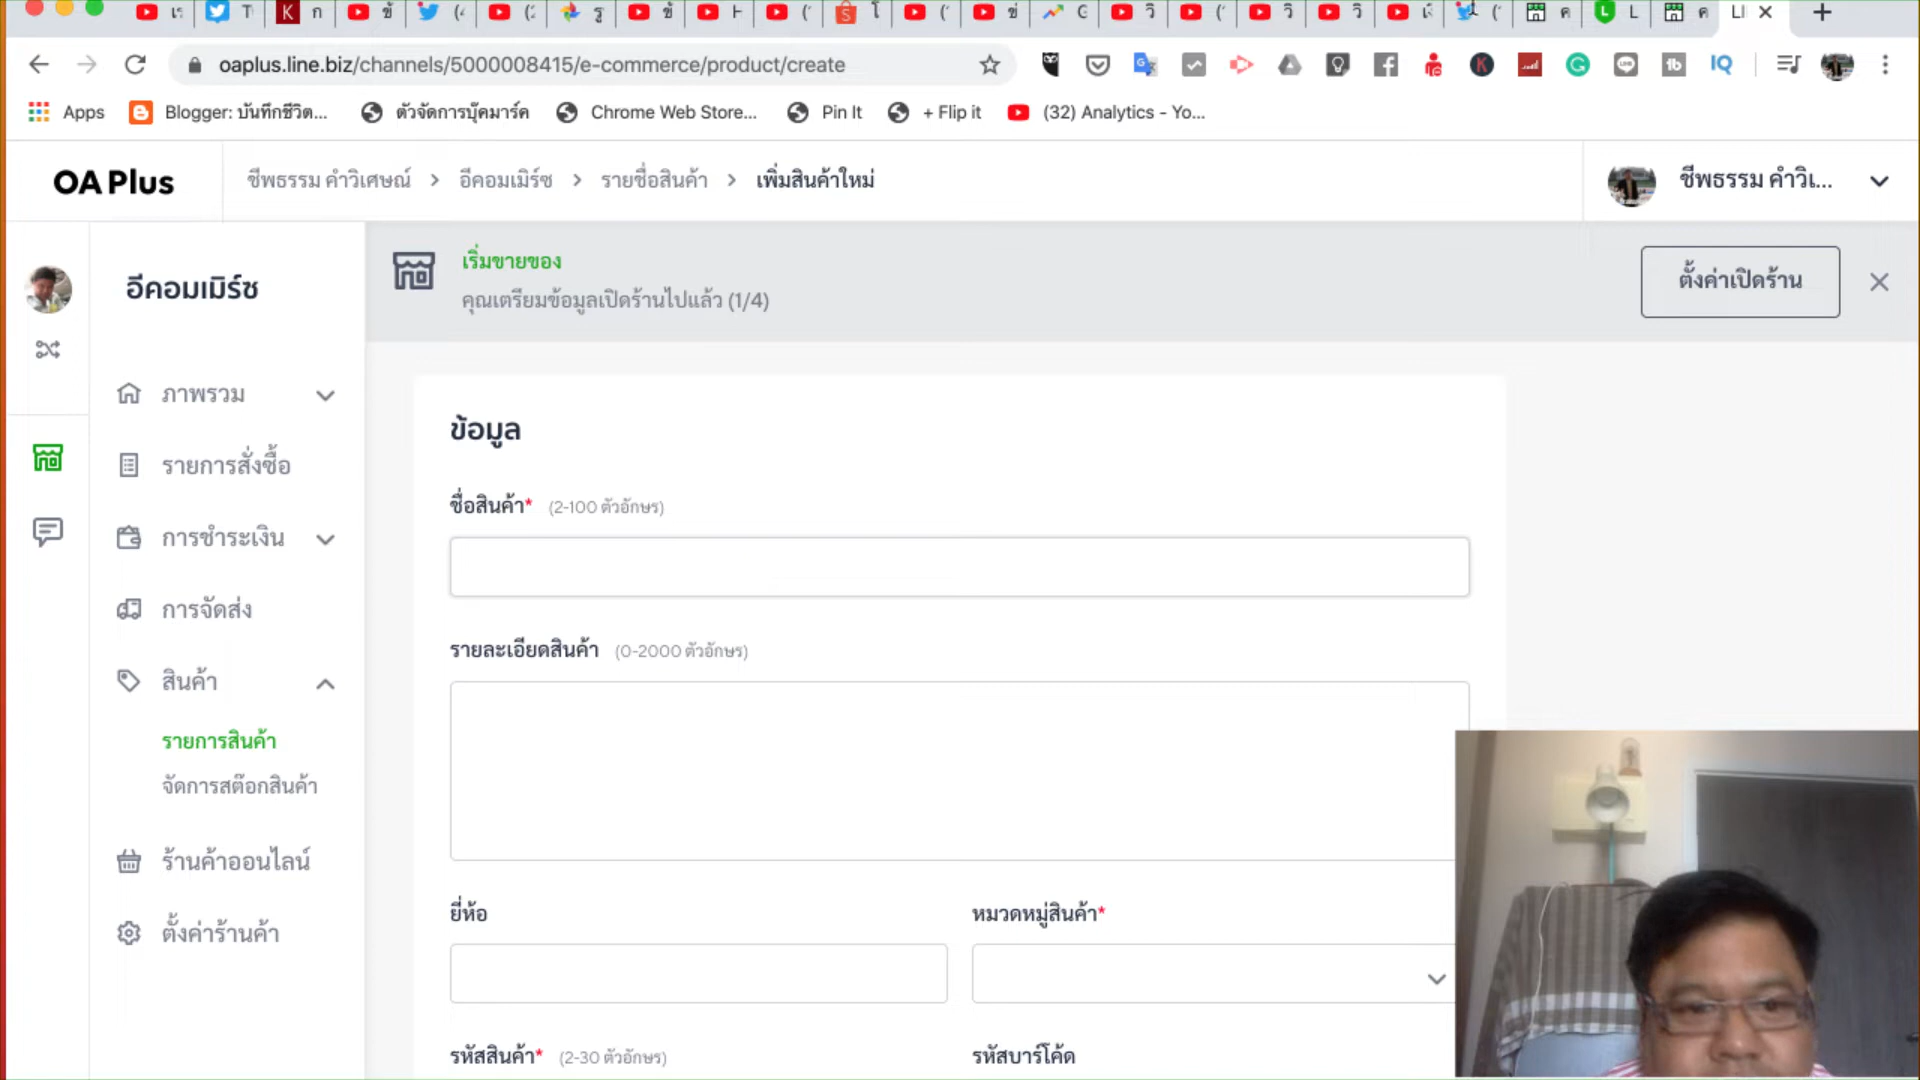 oaplus.line.biz/channels/5000008415/e-commerce/product/create
Apps
Blogger: บันทึกชีวิต...
ตัวจัดการบุ๊คมาร์ค
Chrome Web Store...
Pin It
+ Flip it
(32) Analytics - Yo...
OA Plus
ชีพธรรม คำวิเศษณ์ > อีคอมเมิร์ซ > รายชื่อสินค้า > เพิ่มสินค้าใหม่
ชีพธรรม คำวิเ...
อีคอมเมิร์ซ
ภาพรวม
รายการสั่งซื้อ
การชำระเงิน
การจัดส่ง
สินค้า
รายการสินค้า
จัดการสต๊อกสินค้า
ร้านค้าออนไลน์
ตั้งค่าร้านค้า
เริ่มขายของ
คุณเตรียมข้อมูลเปิดร้านไปแล้ว (1/4)
ตั้งค่าเปิดร้าน
ข้อมูล
ชื่อสินค้า* (2-100 ตัวอักษร)
รายละเอียดสินค้า (0-2000 ตัวอักษร)
ยี่ห้อ
หมวดหมู่สินค้า*
รหัสสินค้า* (2-30 ตัวอักษร)
รหัสบาร์โค้ด